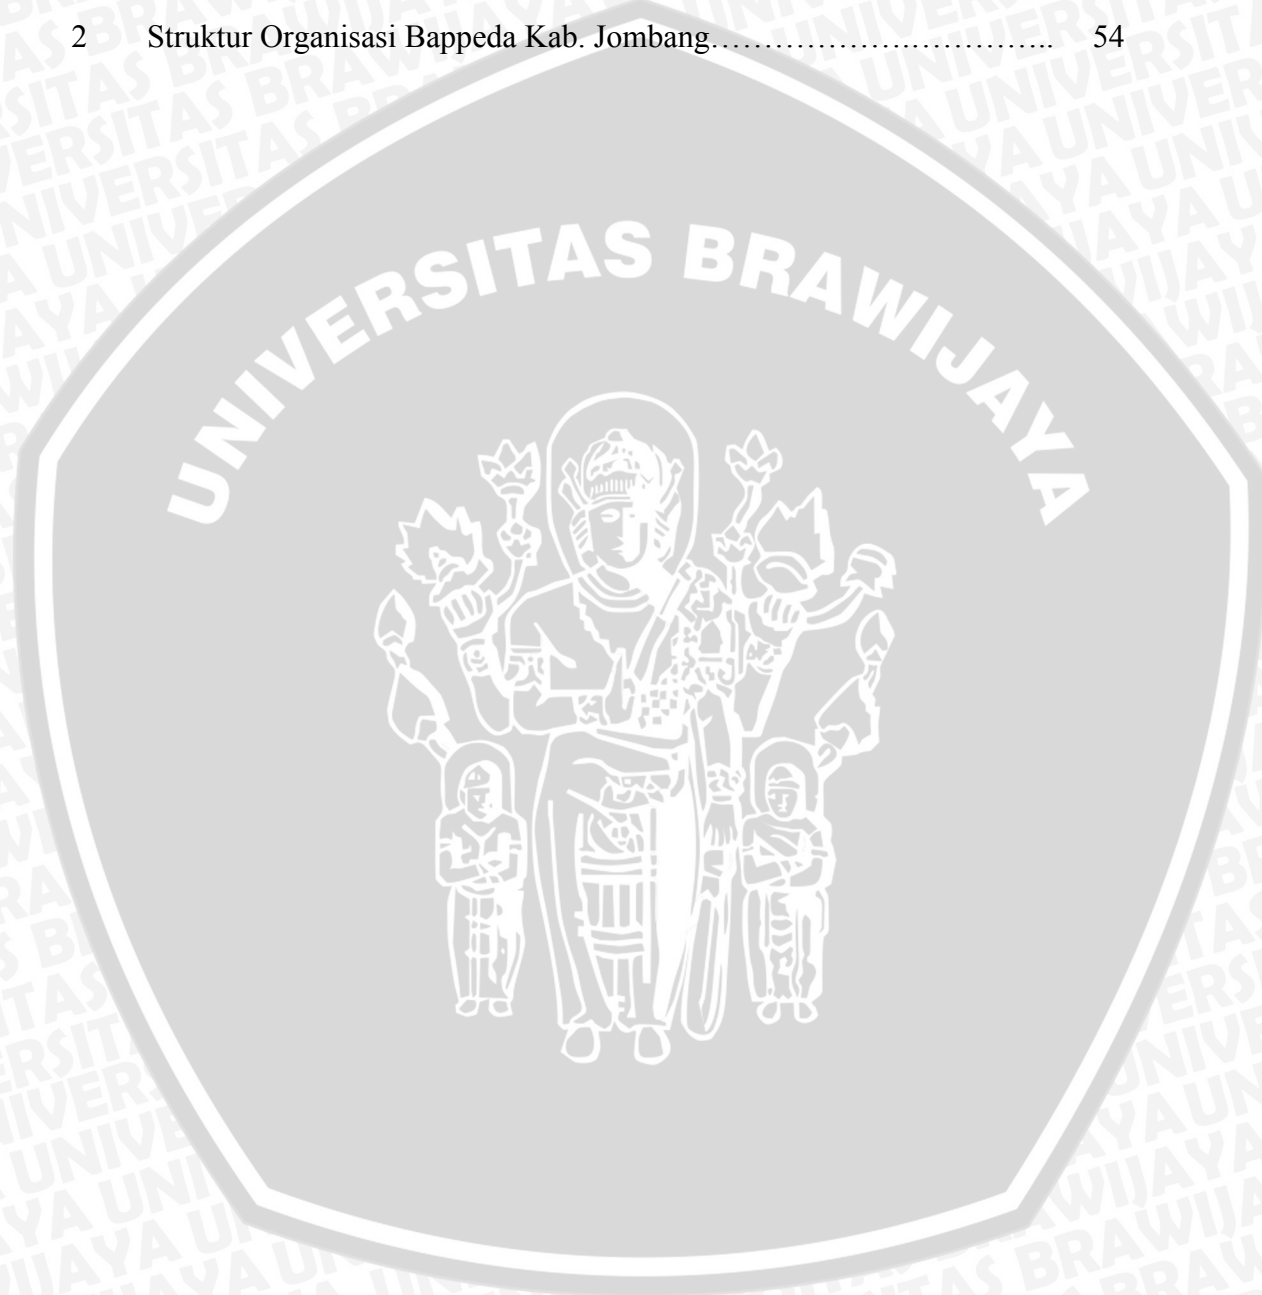 2 Struktur Organisasi Bappeda Kab. Jombang……………….………….. 54
UNIVERSITAS BRAWIJAYA